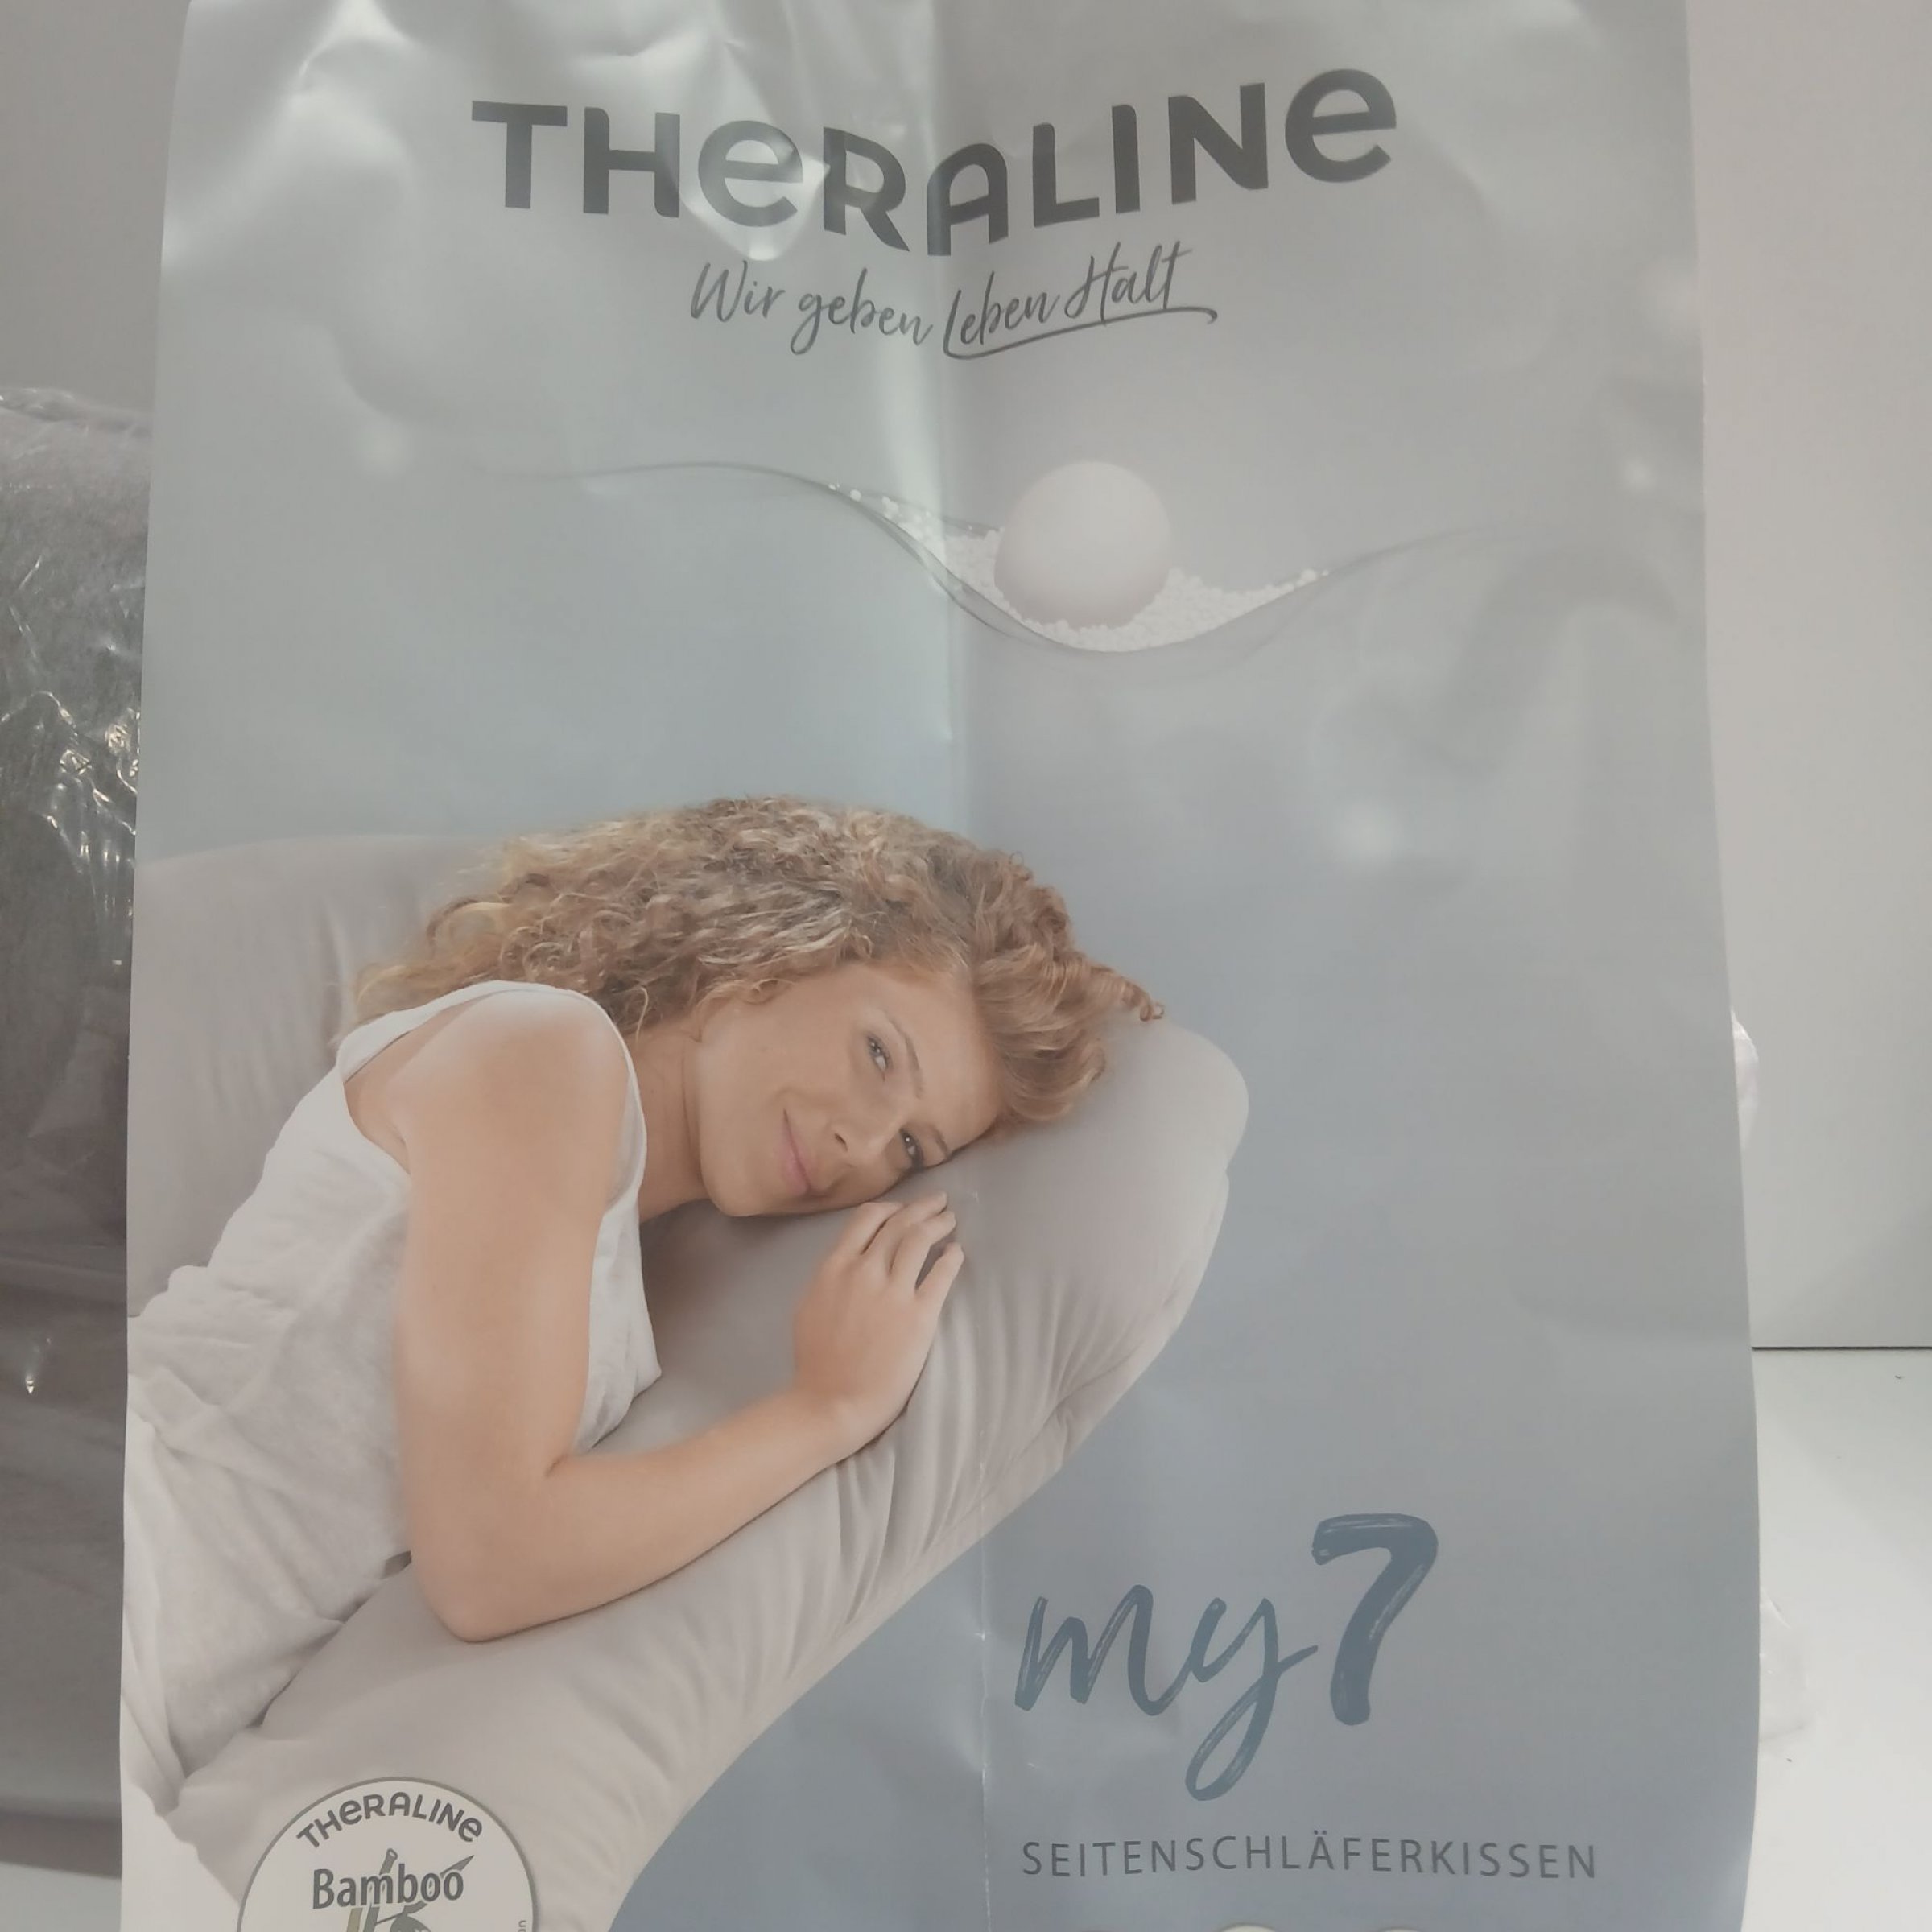 THERALINE
Wir geben Leben Halt
my7
SEITENSCHLÄFERKISSEN
THERALINE
Bamboo